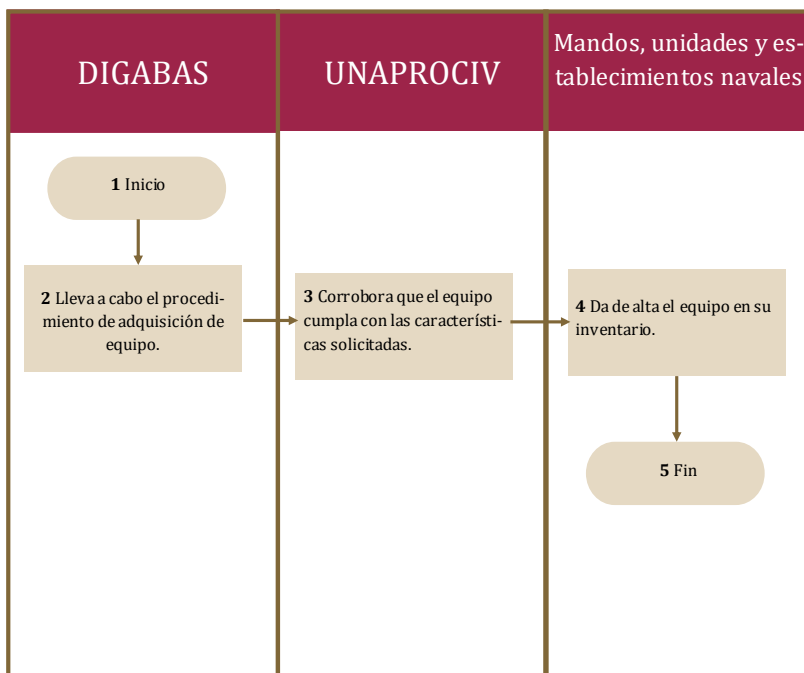 DIGABAS
UNAPROCIV
Mandos, unidades y es-
tablecimientos navales
1 Inicio
2 Lleva a cabo el procedi-
miento de adquisición de
equipo.
3 Corrobora que el equipo
cumpla con las característi-
cas solicitadas.
4 Da de alta el equipo en su
inventario.
5 Fin